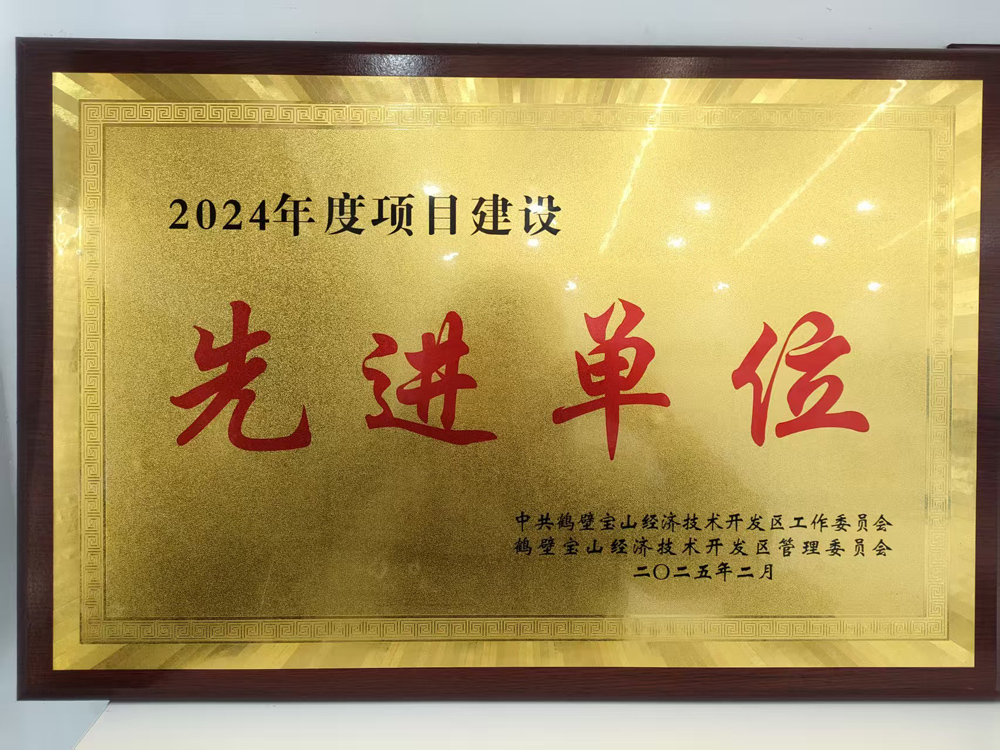 2024年度项目建设
先进单位
中共鹤壁宝山经济技术开发区工作委员会
鹤壁宝山经济技术开发区管理委员会
二〇二五年二月